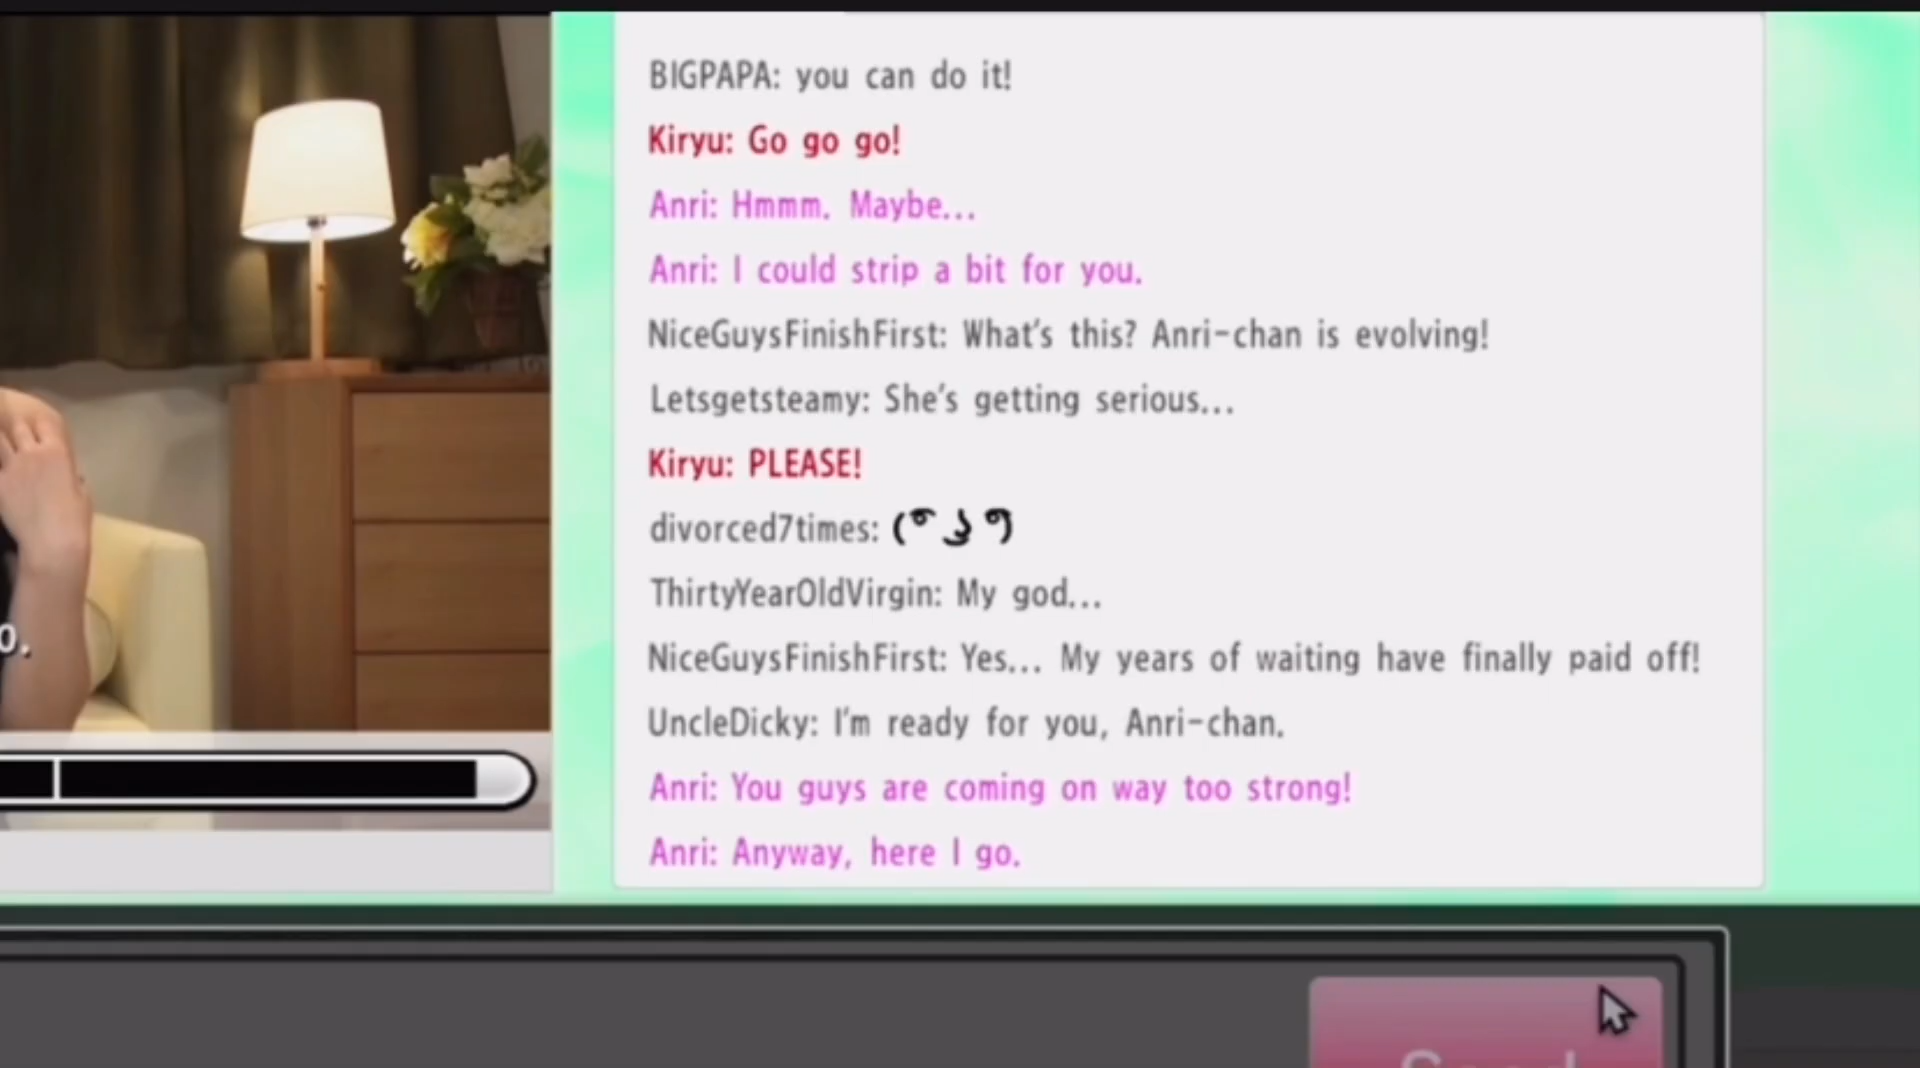 BIGPAPA: you can do it!
Kiryu: Go go go!
Anri: Hmmm. Maybe...
Anri: I could strip a bit for you.
NiceGuysFinishFirst: What's this? Anri-chan is evolving!
Letsgetsteamy: She's getting serious...
Kiryu: PLEASE!
divorced7times: ( ͡° ͜ʖ ͡°)
ThirtyYearOldVirgin: My god...
NiceGuysFinishFirst: Yes... My years of waiting have finally paid off!
UncleDicky: I'm ready for you, Anri-chan.
o.
Anri: You guys are coming on way too strong!
Anri: Anyway, here I go.